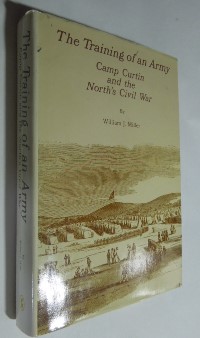 The Training of an Army
Camp Curtin
and the
North's Civil War
By
William J. Miller
The Training of an Army